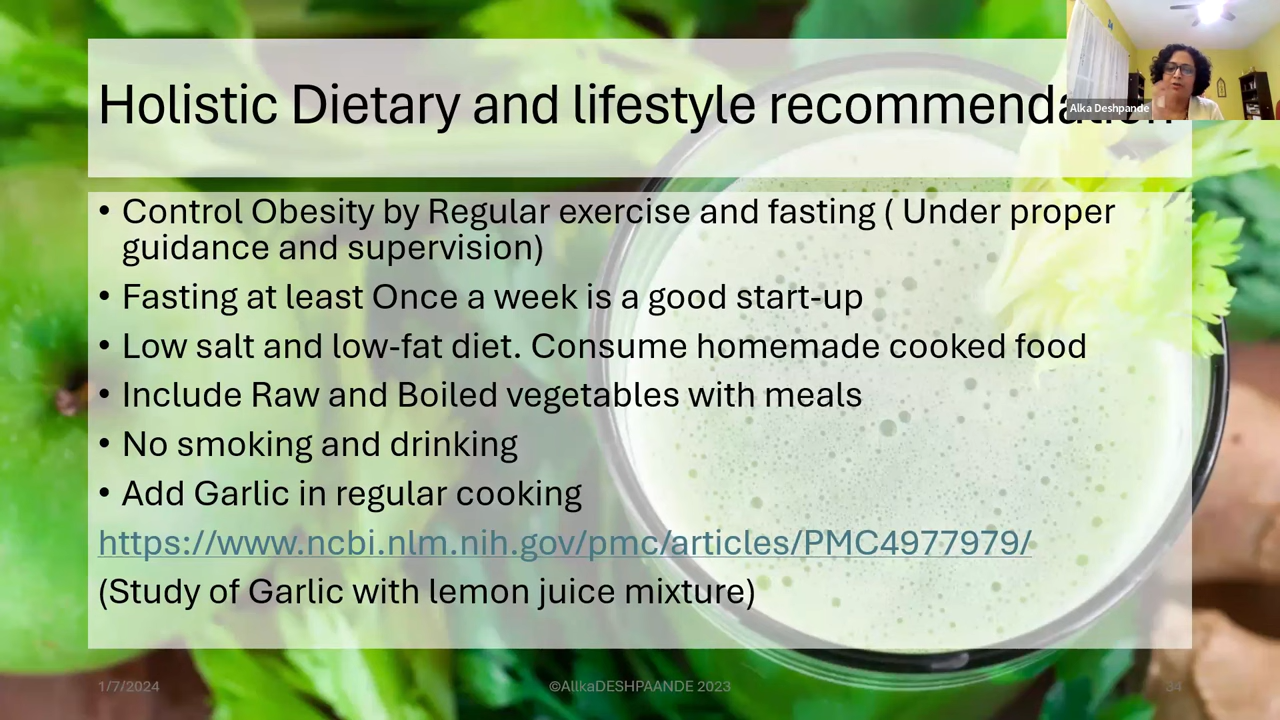 Holistic Dietary and lifestyle recommendation
Alka Deshpande
• Control Obesity by Regular exercise and fasting ( Under proper
guidance and supervision)
• Fasting at least Once a week is a good start-up
• Low salt and low-fat diet. Consume homemade cooked food
• Include Raw and Boiled vegetables with meals
• No smoking and drinking
• Add Garlic in regular cooking
https://www.ncbi.nlm.nih.gov/pmc/articles/PMC4977979/
(Study of Garlic with lemon juice mixture)
1/7/2024
©AllkaDESHPAANDE 2023
34